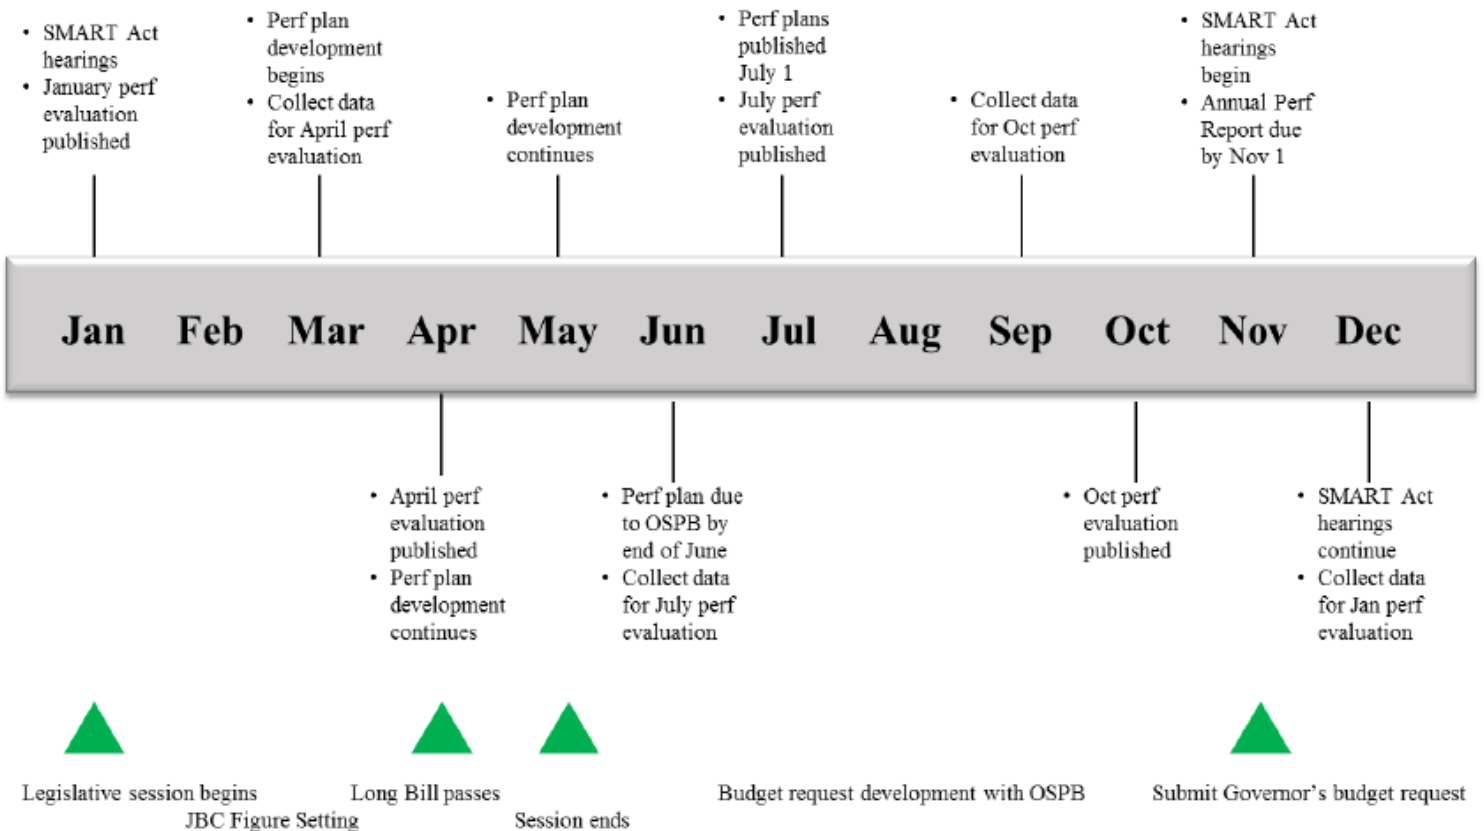 • SMART Act
hearings
• January perf
evaluation
published
• Perf plan
development
begins
• Collect data
for April perf
evaluation
• Perf plan
development
continues
• Perf plans
published
July 1
• July perf
evaluation
published
• Collect data
for Oct perf
evaluation
• SMART Act
hearings
begin
• Annual Perf
Report due
by Nov 1
Jan Feb Mar Apr May Jun Jul Aug Sep Oct Nov Dec
• April perf
evaluation
published
• Perf plan
development
continues
• Perf plan due
to OSPB by
end of June
• Collect data
for July perf
evaluation
• Oct perf
evaluation
published
• SMART Act
hearings
continue
• Collect data
for Jan perf
evaluation
Legislative session begins
JBC Figure Setting
Long Bill passes
Session ends
Budget request development with OSPB
Submit Governor's budget request